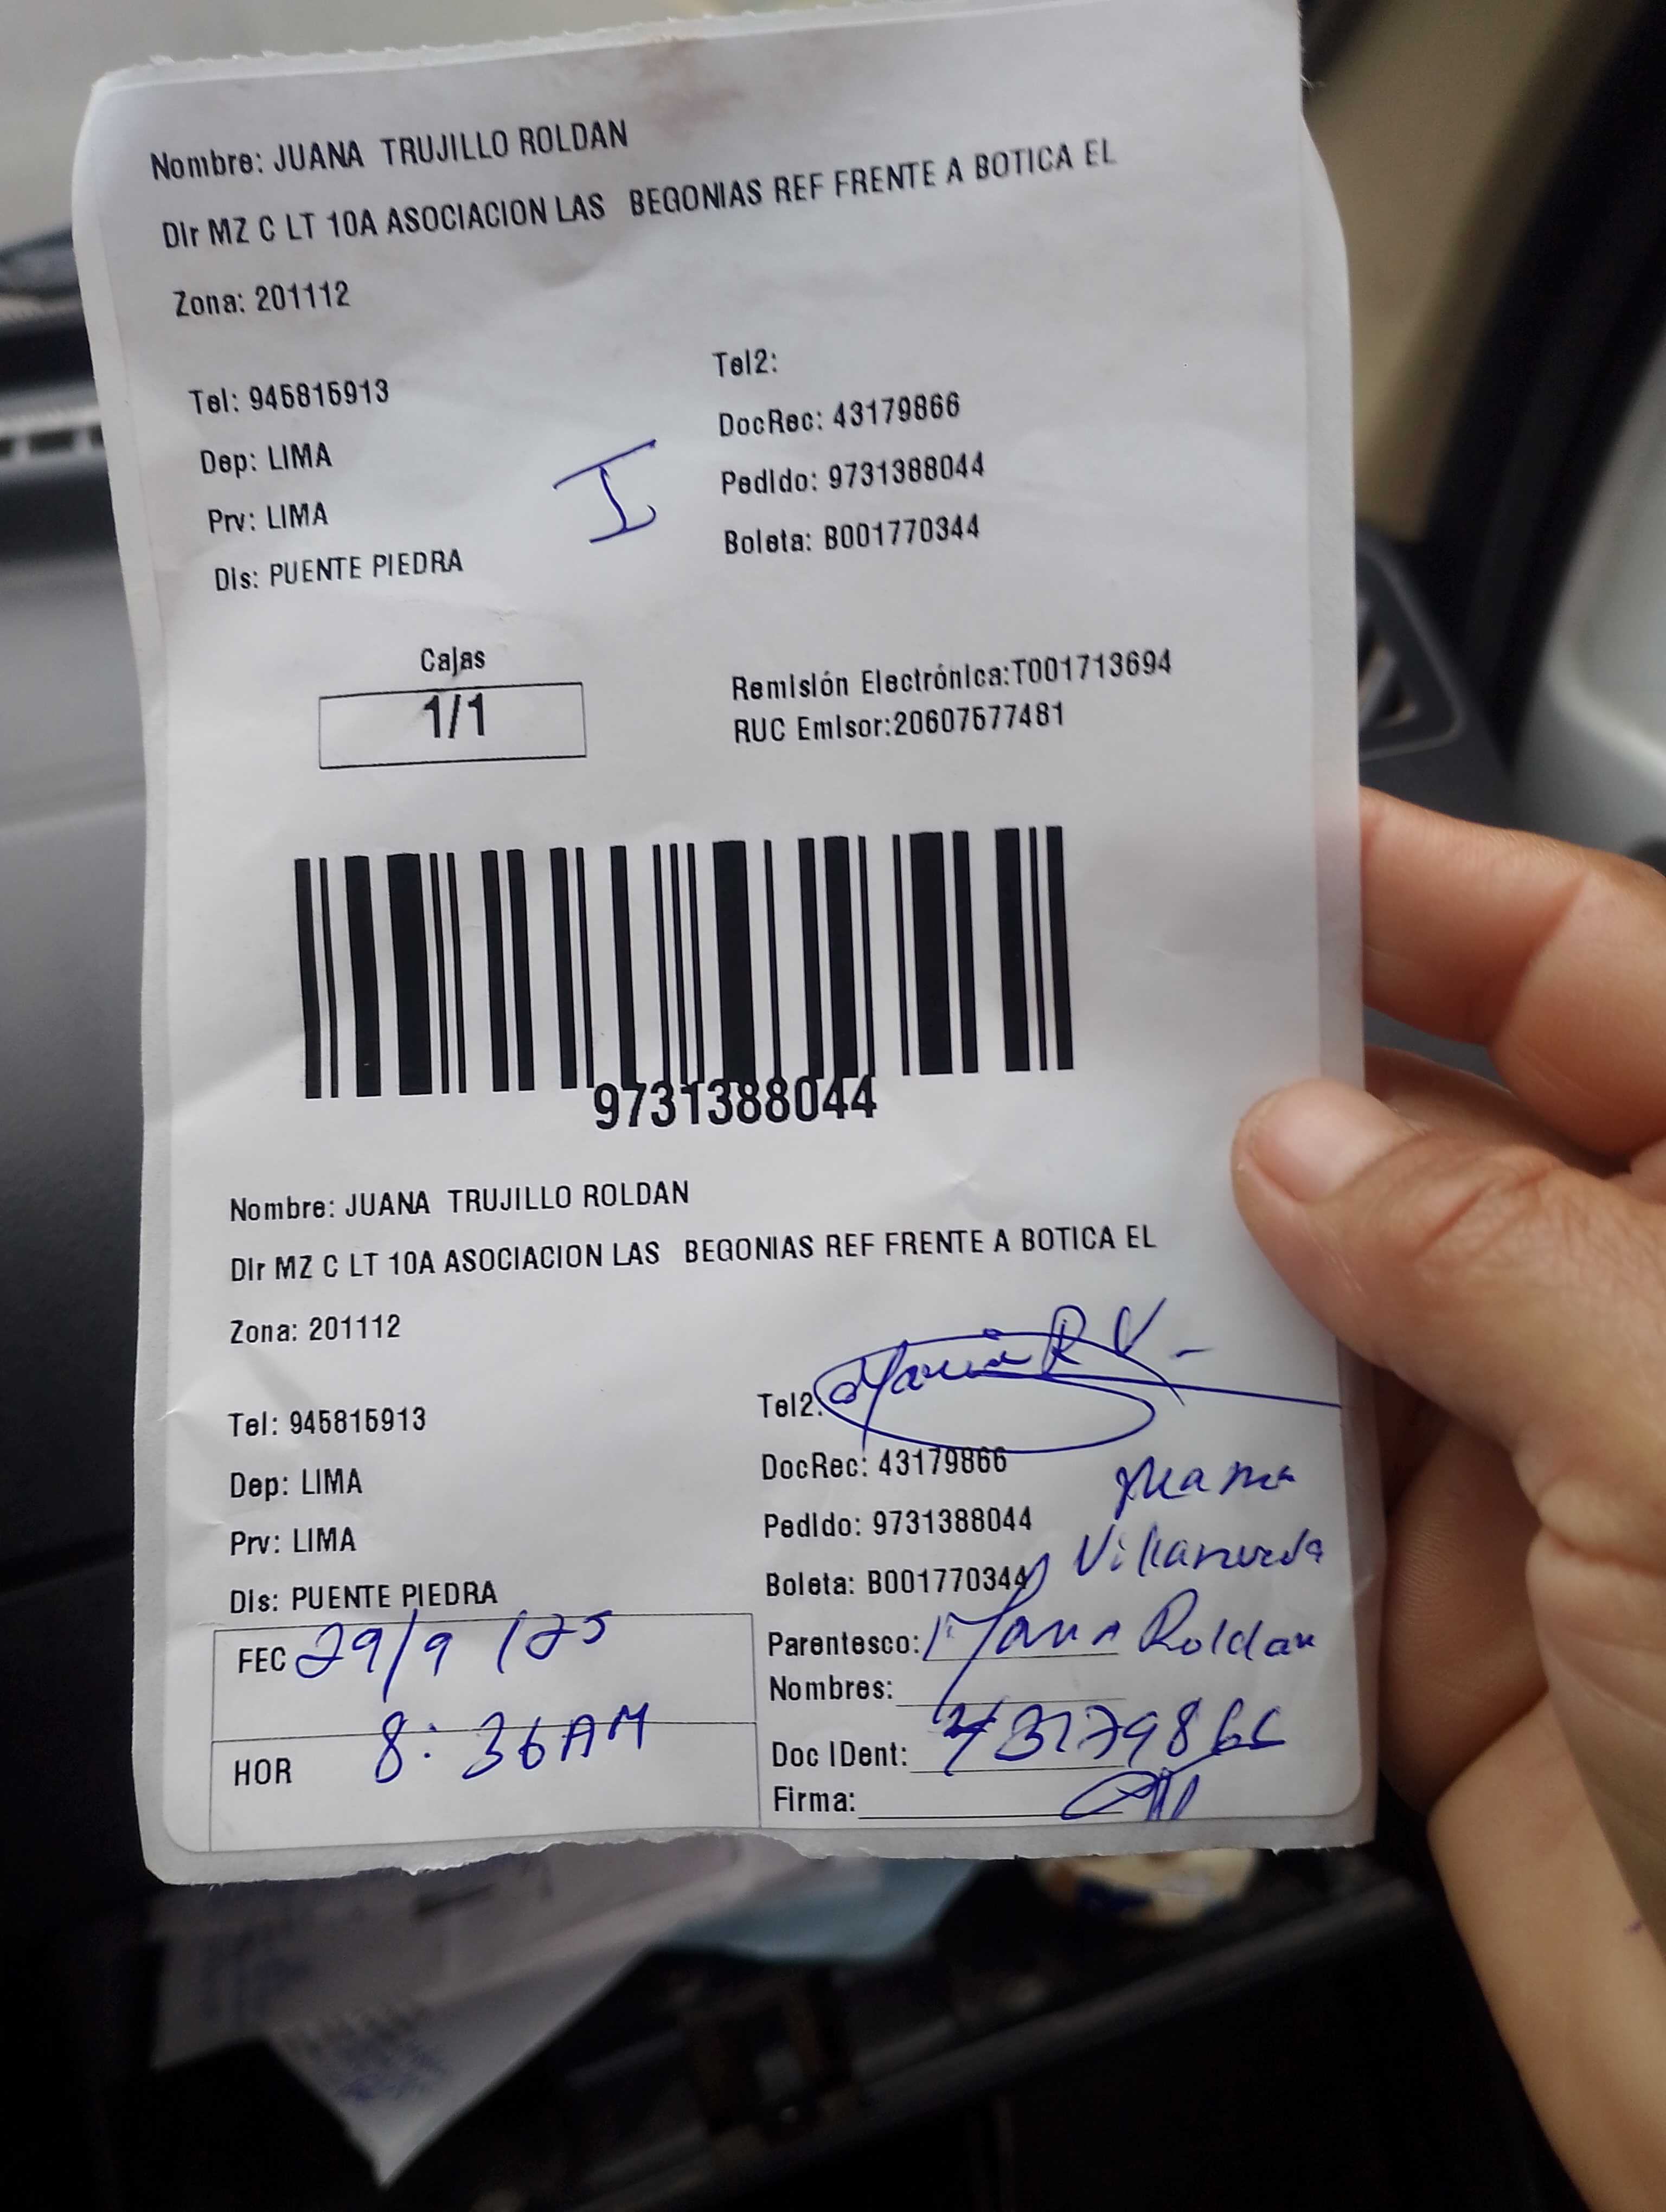 Nombre: JUANA TRUJILLO ROLDAN
DIr MZ C LT 10A ASOCIACION LAS BEGONIAS REF FRENTE A BOTICA EL
Zona: 201112
Tel: 945815913
Tel2:
Dep: LIMA
DocRec: 43179866
Prv: LIMA
PedIdo: 9731388044
DIs: PUENTE PIEDRA
Boleta: B001770344
I
Cajas
1/1
RemIsión ElectrónIca:T001713694
RUC EmIsor:20607577481
9731388044
Nombre: JUANA TRUJILLO ROLDAN
DIr MZ C LT 10A ASOCIACION LAS BEGONIAS REF FRENTE A BOTICA EL
Zona: 201112
Maria R V-
Tel: 945815913
Tel2:
Dep: LIMA
DocRec: 43179866
Prv: LIMA
PedIdo: 9731388044
Villanueva
DIs: PUENTE PIEDRA
Boleta: B001770344
FEC 29/9/25
Parentesco: Roldan
Nombres:
HOR 8:36AM
Doc IDent: 43179866
Firma: